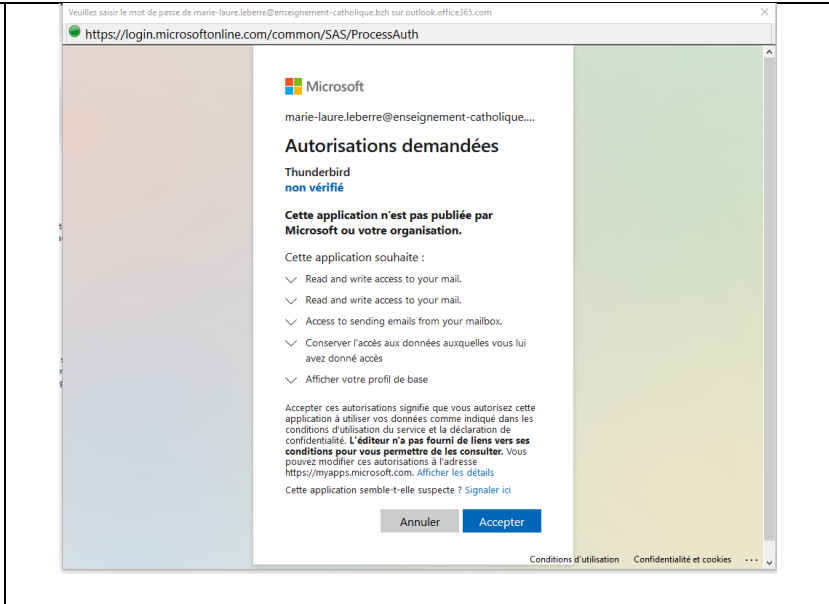 Veuillez saisir le mot de passe de marie-laure.leberre@enseignement-catholique.bzh sur outlook.office365.com
https://login.microsoftonline.com/common/SAS/ProcessAuth
Microsoft
marie-laure.leberre@enseignement-catholique....
Autorisations demandées
Thunderbird
non vérifié
Cette application n'est pas publiée par
Microsoft ou votre organisation.
Cette application souhaite :
Read and write access to your mail.
Read and write access to your mail.
Access to sending emails from your mailbox.
Conserver l'accès aux données auxquelles vous lui
avez donné accès
Afficher votre profil de base
Accepter ces autorisations signifie que vous autorisez cette
application à utiliser vos données comme indiqué dans les
conditions d'utilisation du service et la déclaration de
confidentialité. L'éditeur n'a pas fourni de liens vers ses
conditions pour vous permettre de les consulter. Vous
pouvez modifier ces autorisations à l'adresse
https://myapps.microsoft.com. Afficher les détails
Cette application semble-t-elle suspecte ? Signaler ici
Annuler Accepter
Conditions d'utilisation Confidentialité et cookies ...